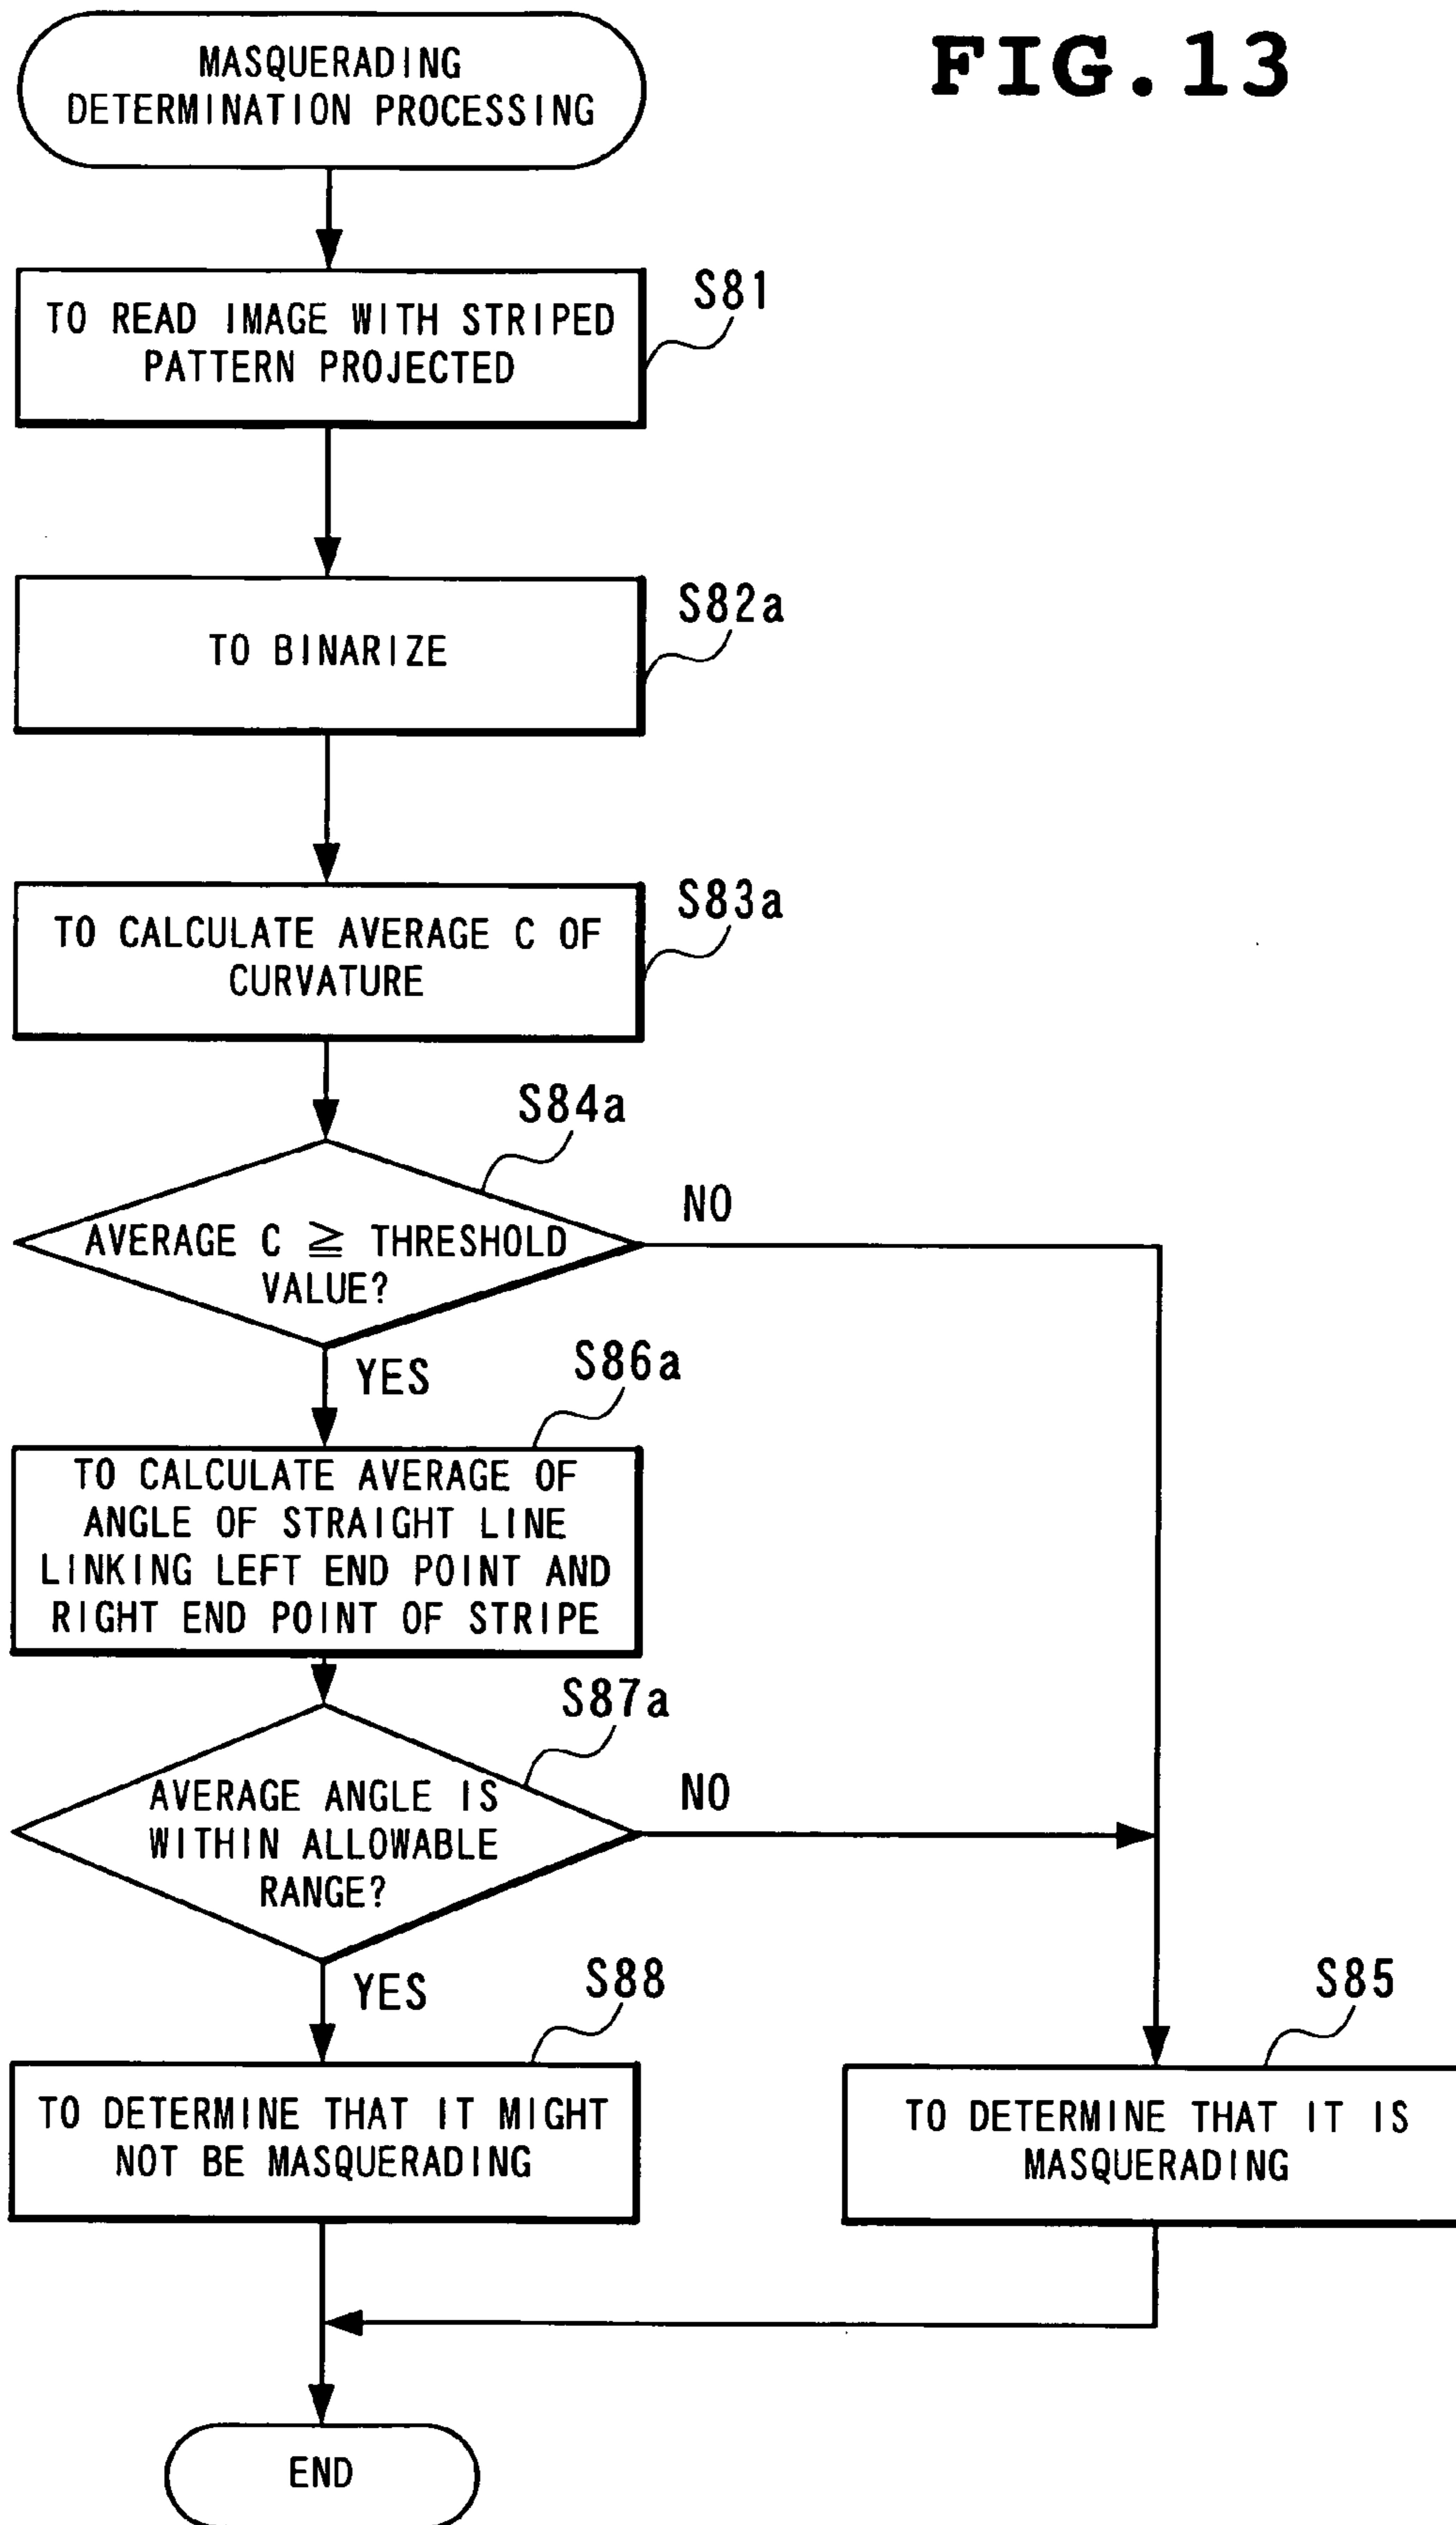 FIG.13
MASQUERADING
DETERMINATION PROCESSING
S81
TO READ IMAGE WITH STRIPED
PATTERN PROJECTED
S82a
TO BINARIZE
S83a
TO CALCULATE AVERAGE C OF
CURVATURE
S84a
AVERAGE C ≧ THRESHOLD
VALUE?
NO
YES
S86a
TO CALCULATE AVERAGE OF
ANGLE OF STRAIGHT LINE
LINKING LEFT END POINT AND
RIGHT END POINT OF STRIPE
S87a
AVERAGE ANGLE IS
WITHIN ALLOWABLE
RANGE?
NO
YES
S88
TO DETERMINE THAT IT MIGHT
NOT BE MASQUERADING
S85
TO DETERMINE THAT IT IS
MASQUERADING
END